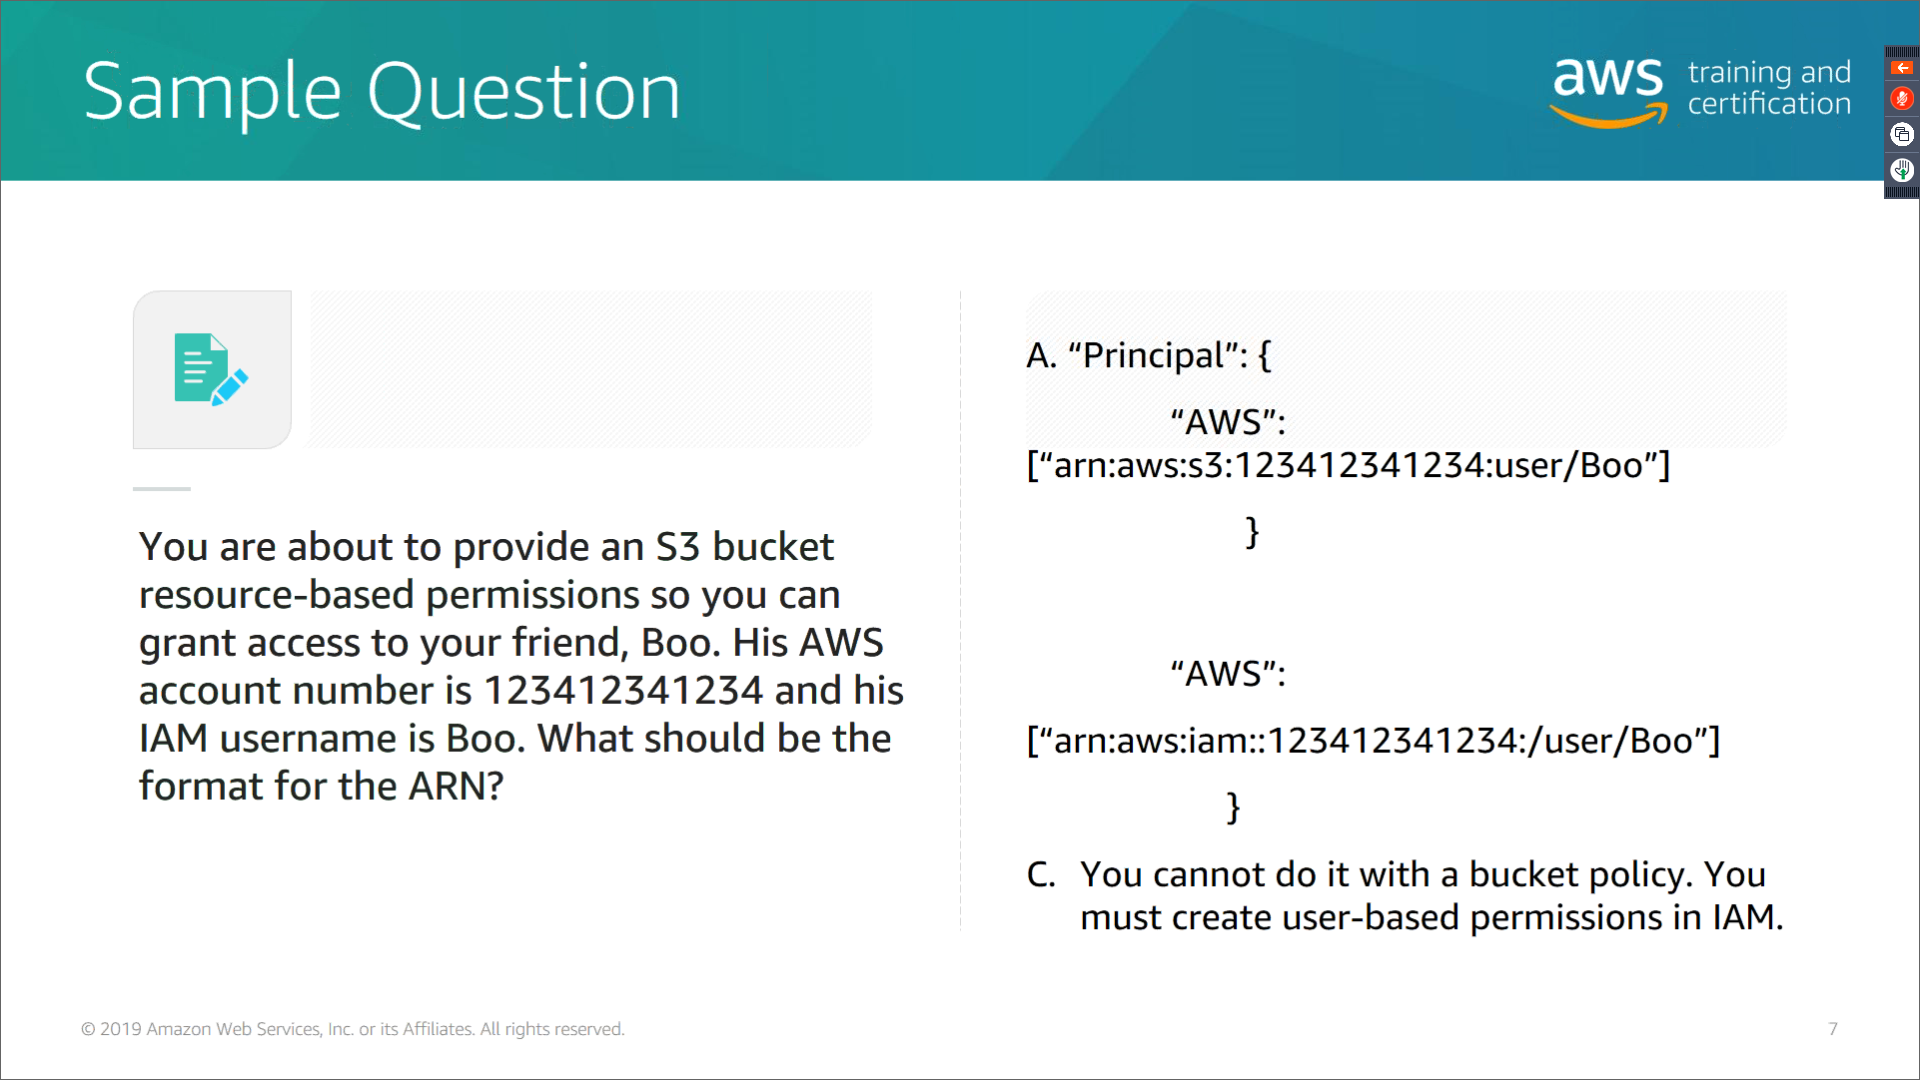 Sample Question
aws
training and
certification
You are about to provide an S3 bucket
resource-based permissions so you can
grant access to your friend, Boo. His AWS
account number is 123412341234 and his
IAM username is Boo. What should be the
format for the ARN?
A. “Principal”: {
“AWS”:
[“arn:aws:s3:123412341234:user/Boo”]
}
“AWS”:
[“arn:aws:iam::123412341234:/user/Boo”]
}
C. You cannot do it with a bucket policy. You
must create user-based permissions in IAM.
© 2019 Amazon Web Services, Inc. or its Affiliates. All rights reserved.
7